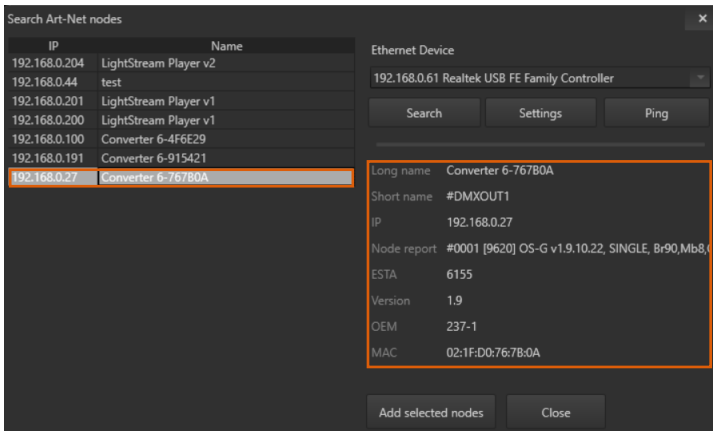 Search Art-Net nodes
IP Name
192.168.0.204 LightStream Player v2
192.168.0.44 test
192.168.0.201 LightStream Player v1
192.168.0.200 LightStream Player v1
192.168.0.100 Converter 6-4F6E29
192.168.0.191 Converter 6-915421
192.168.0.27 Converter 6-767B0A
Ethernet Device
192.168.0.61 Realtek USB FE Family Controller
Search Settings Ping
Long name Converter 6-767B0A
Short name #DMXOUT1
IP 192.168.0.27
Node report #0001 [9620] OS-G v1.9.10.22, SINGLE, Br90,Mb8,
ESTA 6155
Version 1.9
OEM 237-1
MAC 02:1F:D0:76:7B:0A
Add selected nodes Close